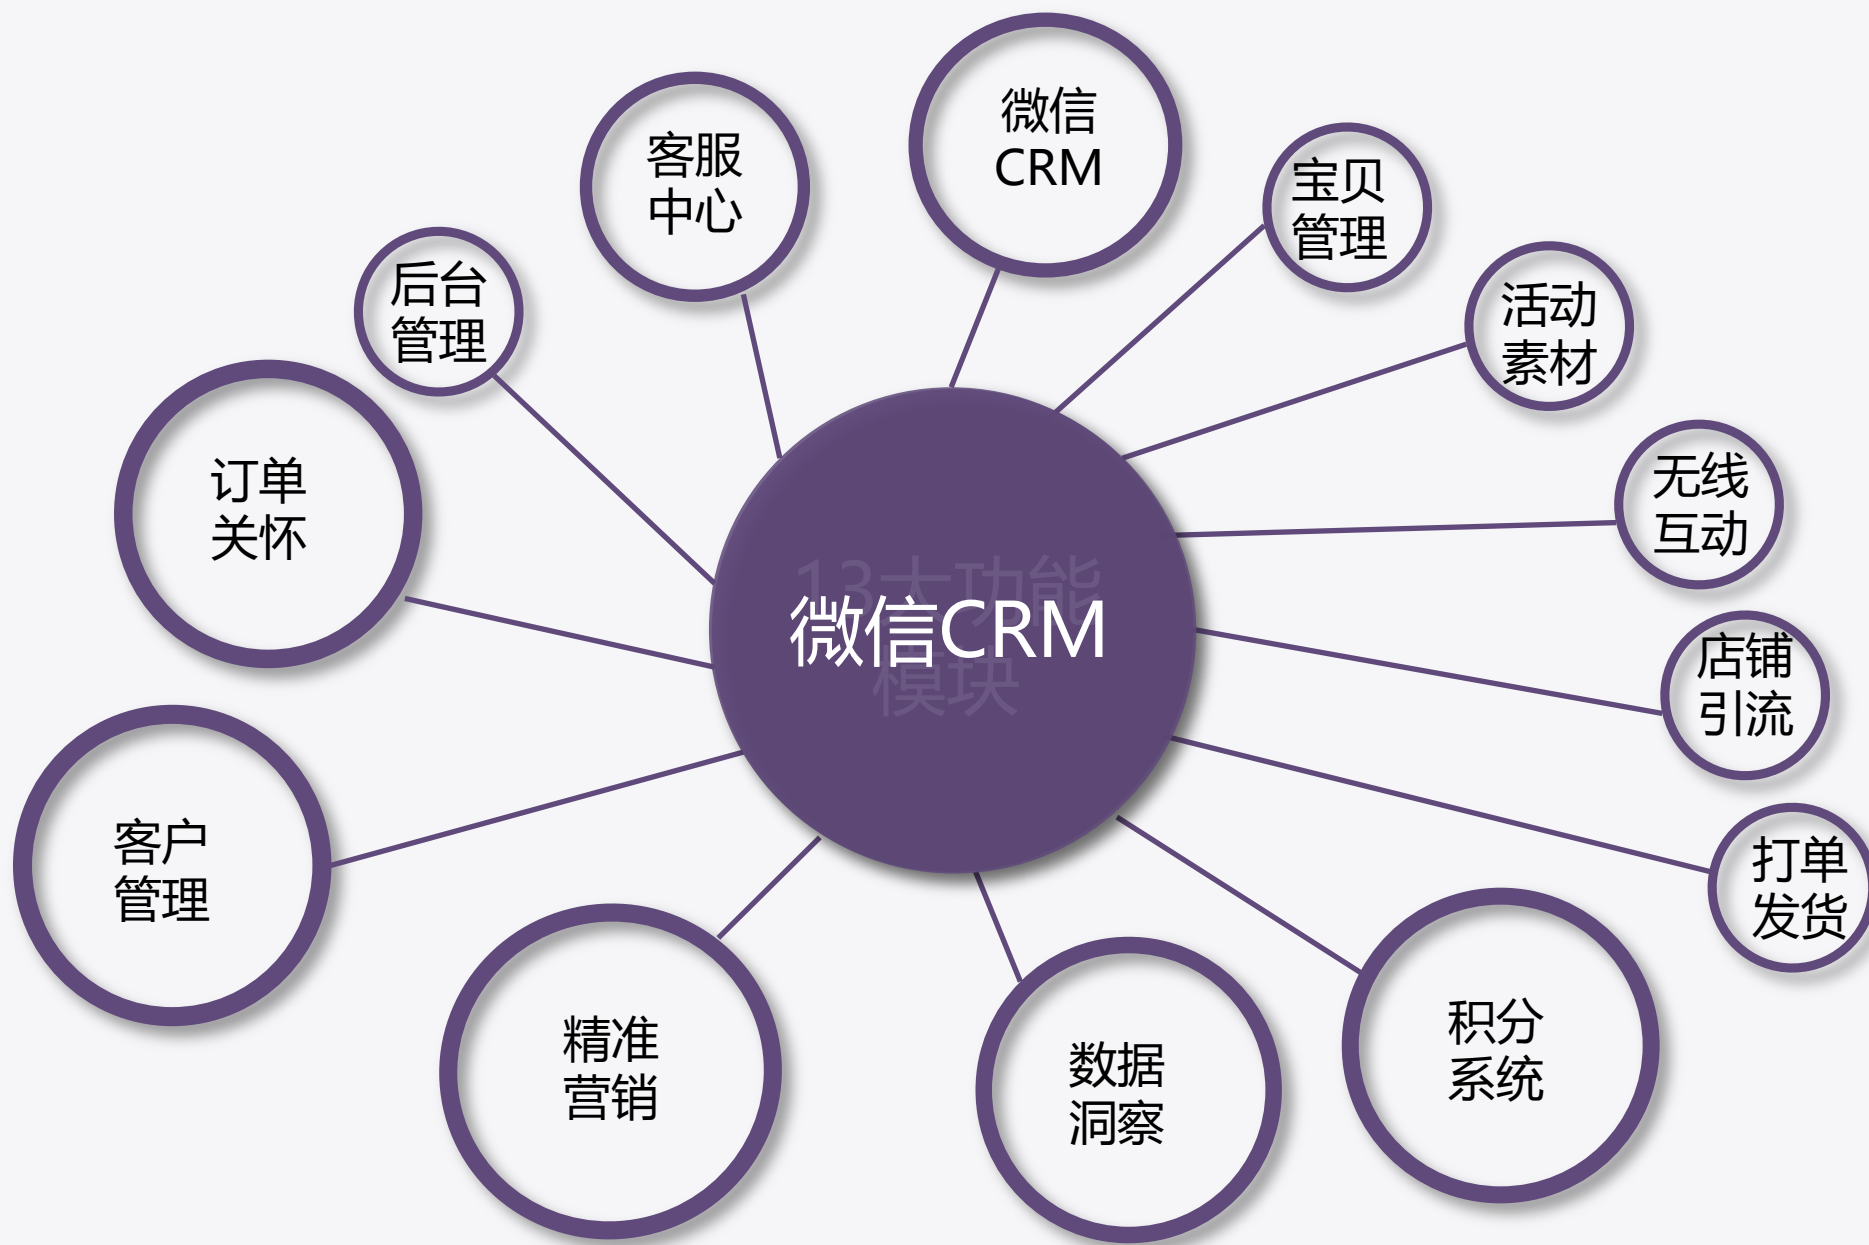 微信
CRM
客服
中心
宝贝
管理
后台
管理
活动
素材
无线
互动
订单
关怀
13大功能
模块
微信CRM
店铺
引流
客户
管理
打单
发货
精准
营销
数据
洞察
积分
系统